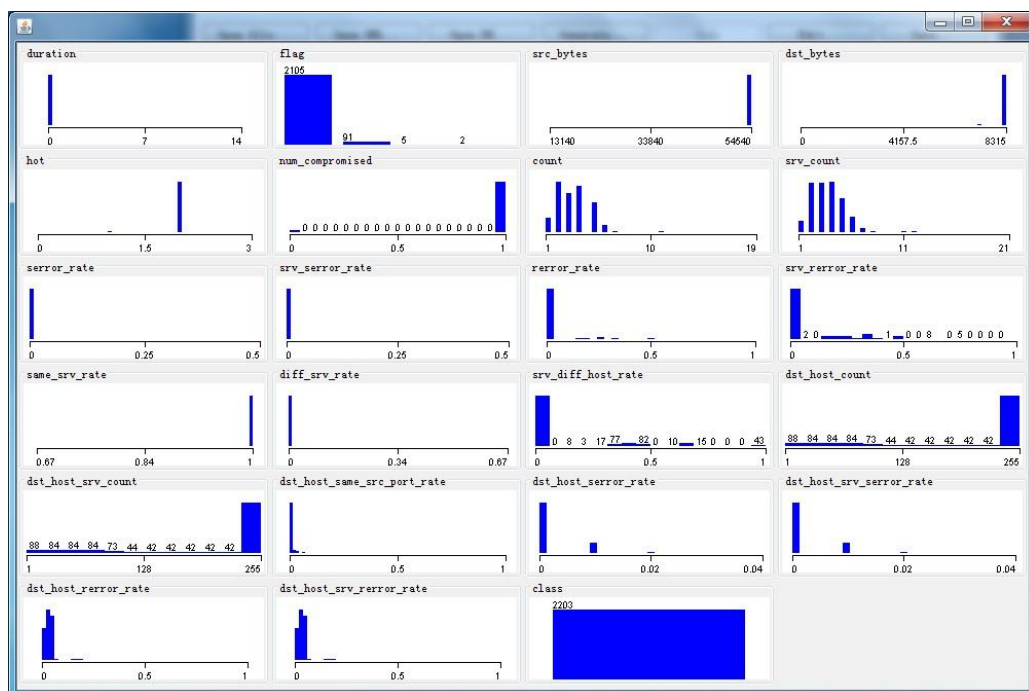 duration flag src_bytes dst_bytes
2105
91 5 2
0 7 14 13140 33840 54540 0 4157.5 8315
hot num_compromised count srv_count
0 0 0 0 0 0 0 0 0 0 0 0 0 0 0 0 0 0
0 1.5 3 0 0.5 1 1 10 19 1 11 21
serror_rate srv_serror_rate rerror_rate srv_rerror_rate
2 0 1 0 0 8 0 5 0 0 0 0
0 0.25 0.5 0 0.25 0.5 0 0.5 1 0 0.5 1
same_srv_rate diff_srv_rate srv_diff_host_rate dst_host_count
0 8 3 17 77 82 0 10 15 0 0 0 43 88 84 84 84 73 44 42 42 42 42 42
0.67 0.84 1 0 0.34 0.67 0 0.5 1 1 128 255
dst_host_srv_count dst_host_same_src_port_rate dst_host_serror_rate dst_host_srv_serror_rate
88 84 84 84 73 44 42 42 42 42 42
1 128 255 0 0.5 1 0 0.02 0.04 0 0.02 0.04
dst_host_rerror_rate dst_host_srv_rerror_rate class
2203
0 0.5 1 0 0.5 1